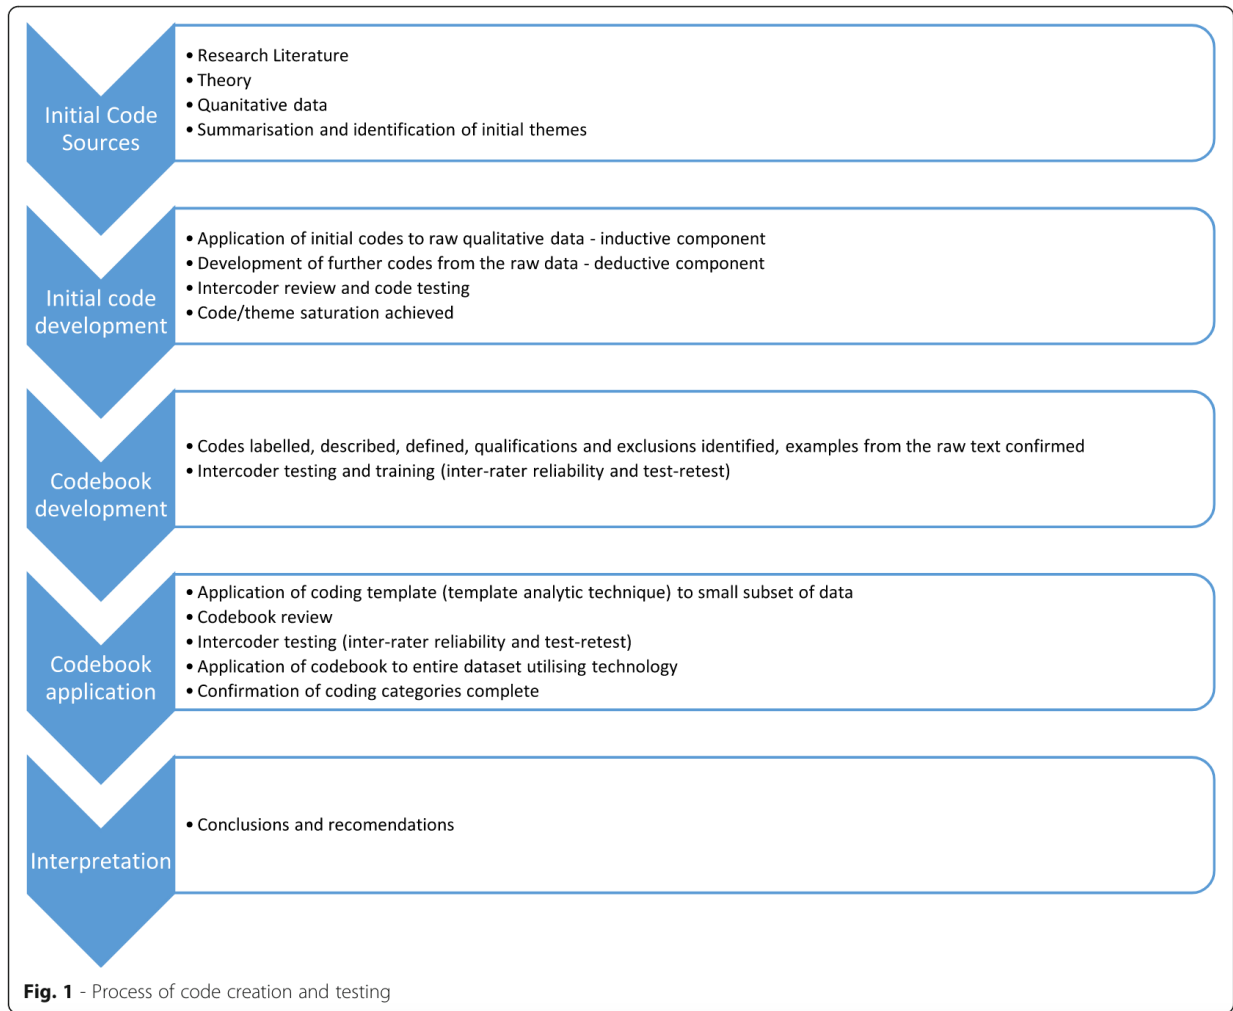 Initial Code
Sources
• Research Literature
• Theory
• Quanitative data
• Summarisation and identification of initial themes
Initial code
development
• Application of initial codes to raw qualitative data - inductive component
• Development of further codes from the raw data - deductive component
• Intercoder review and code testing
• Code/theme saturation achieved
Codebook
development
• Codes labelled, described, defined, qualifications and exclusions identified, examples from the raw text confirmed
• Intercoder testing and training (inter-rater reliability and test-retest)
Codebook
application
• Application of coding template (template analytic technique) to small subset of data
• Codebook review
• Intercoder testing (inter-rater reliability and test-retest)
• Application of codebook to entire dataset utilising technology
• Confirmation of coding categories complete
Interpretation
• Conclusions and recomendations
Fig. 1 - Process of code creation and testing